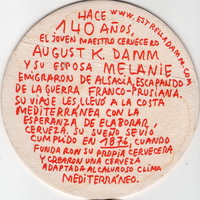 HACE
140 AÑOS,
EL JOVEN MAESTRO CERVECERO
AUGUST K. DAMM
Y SU ESPOSA MELANIE
EMIGRARON DE ALSACIA, ESCAPANDO
DE LA GUERRA FRANCO-PRUSIANA.
SU VIAJE LES LLEVÓ A LA COSTA
MEDITERRÁNEA CON LA
ESPERANZA DE ELABORAR
CERVEZA. SU SUEÑO SE VIO
CUMPLIDO EN 1876, CUANDO
FUNDARON SU PROPIA CERVECERA
Y CREARON UNA CERVEZA
ADAPTADA AL CALUROSO CLIMA
MEDITERRÁNEO.
WWW.ESTRELLADAMM.COM